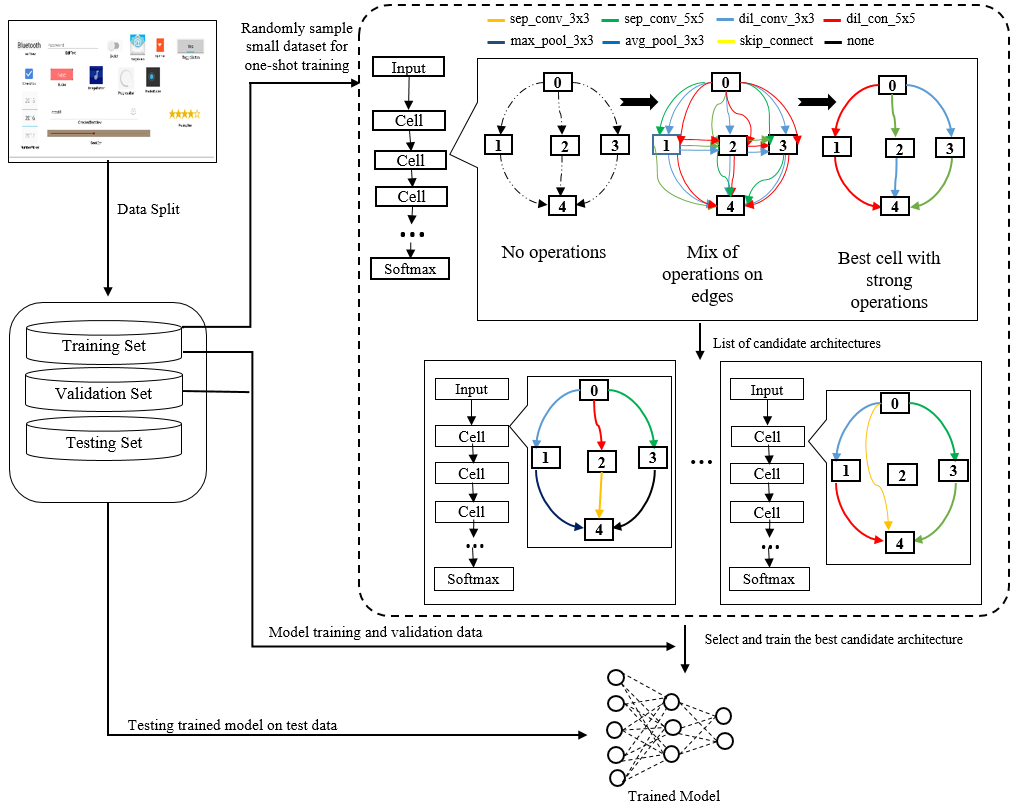 sep_conv_3x3 sep_conv_5x5 dil_conv_3x3 dil_con_5x5
max_pool_3x3 avg_pool_3x3 skip_connect none
Randomly sample
small dataset for
one-shot training
Bluetooth
2016
Data Split
Input
Cell
Cell
Cell
...
Softmax
0
1
2
3
4
No operations
0
1
2
3
4
Mix of
operations on
edges
0
1
2
3
4
Best cell with
strong
operations
Training Set
Validation Set
Testing Set
List of candidate architectures
Input
Cell
Cell
Cell
...
Softmax
0
1
2
3
4
...
Input
Cell
Cell
Cell
...
Softmax
0
1
2
3
4
Model training and validation data
Select and train the best candidate architecture
Testing trained model on test data
Trained Model